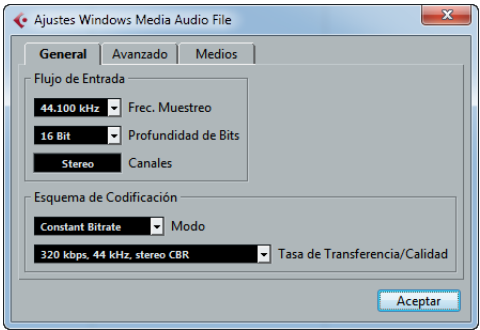 Ajustes Windows Media Audio File
General Avanzado Medios
Flujo de Entrada
44.100 kHz Frec. Muestreo
16 Bit Profundidad de Bits
Stereo Canales
Esquema de Codificación
Constant Bitrate Modo
320 kbps, 44 kHz, stereo CBR Tasa de Transferencia/Calidad
Aceptar